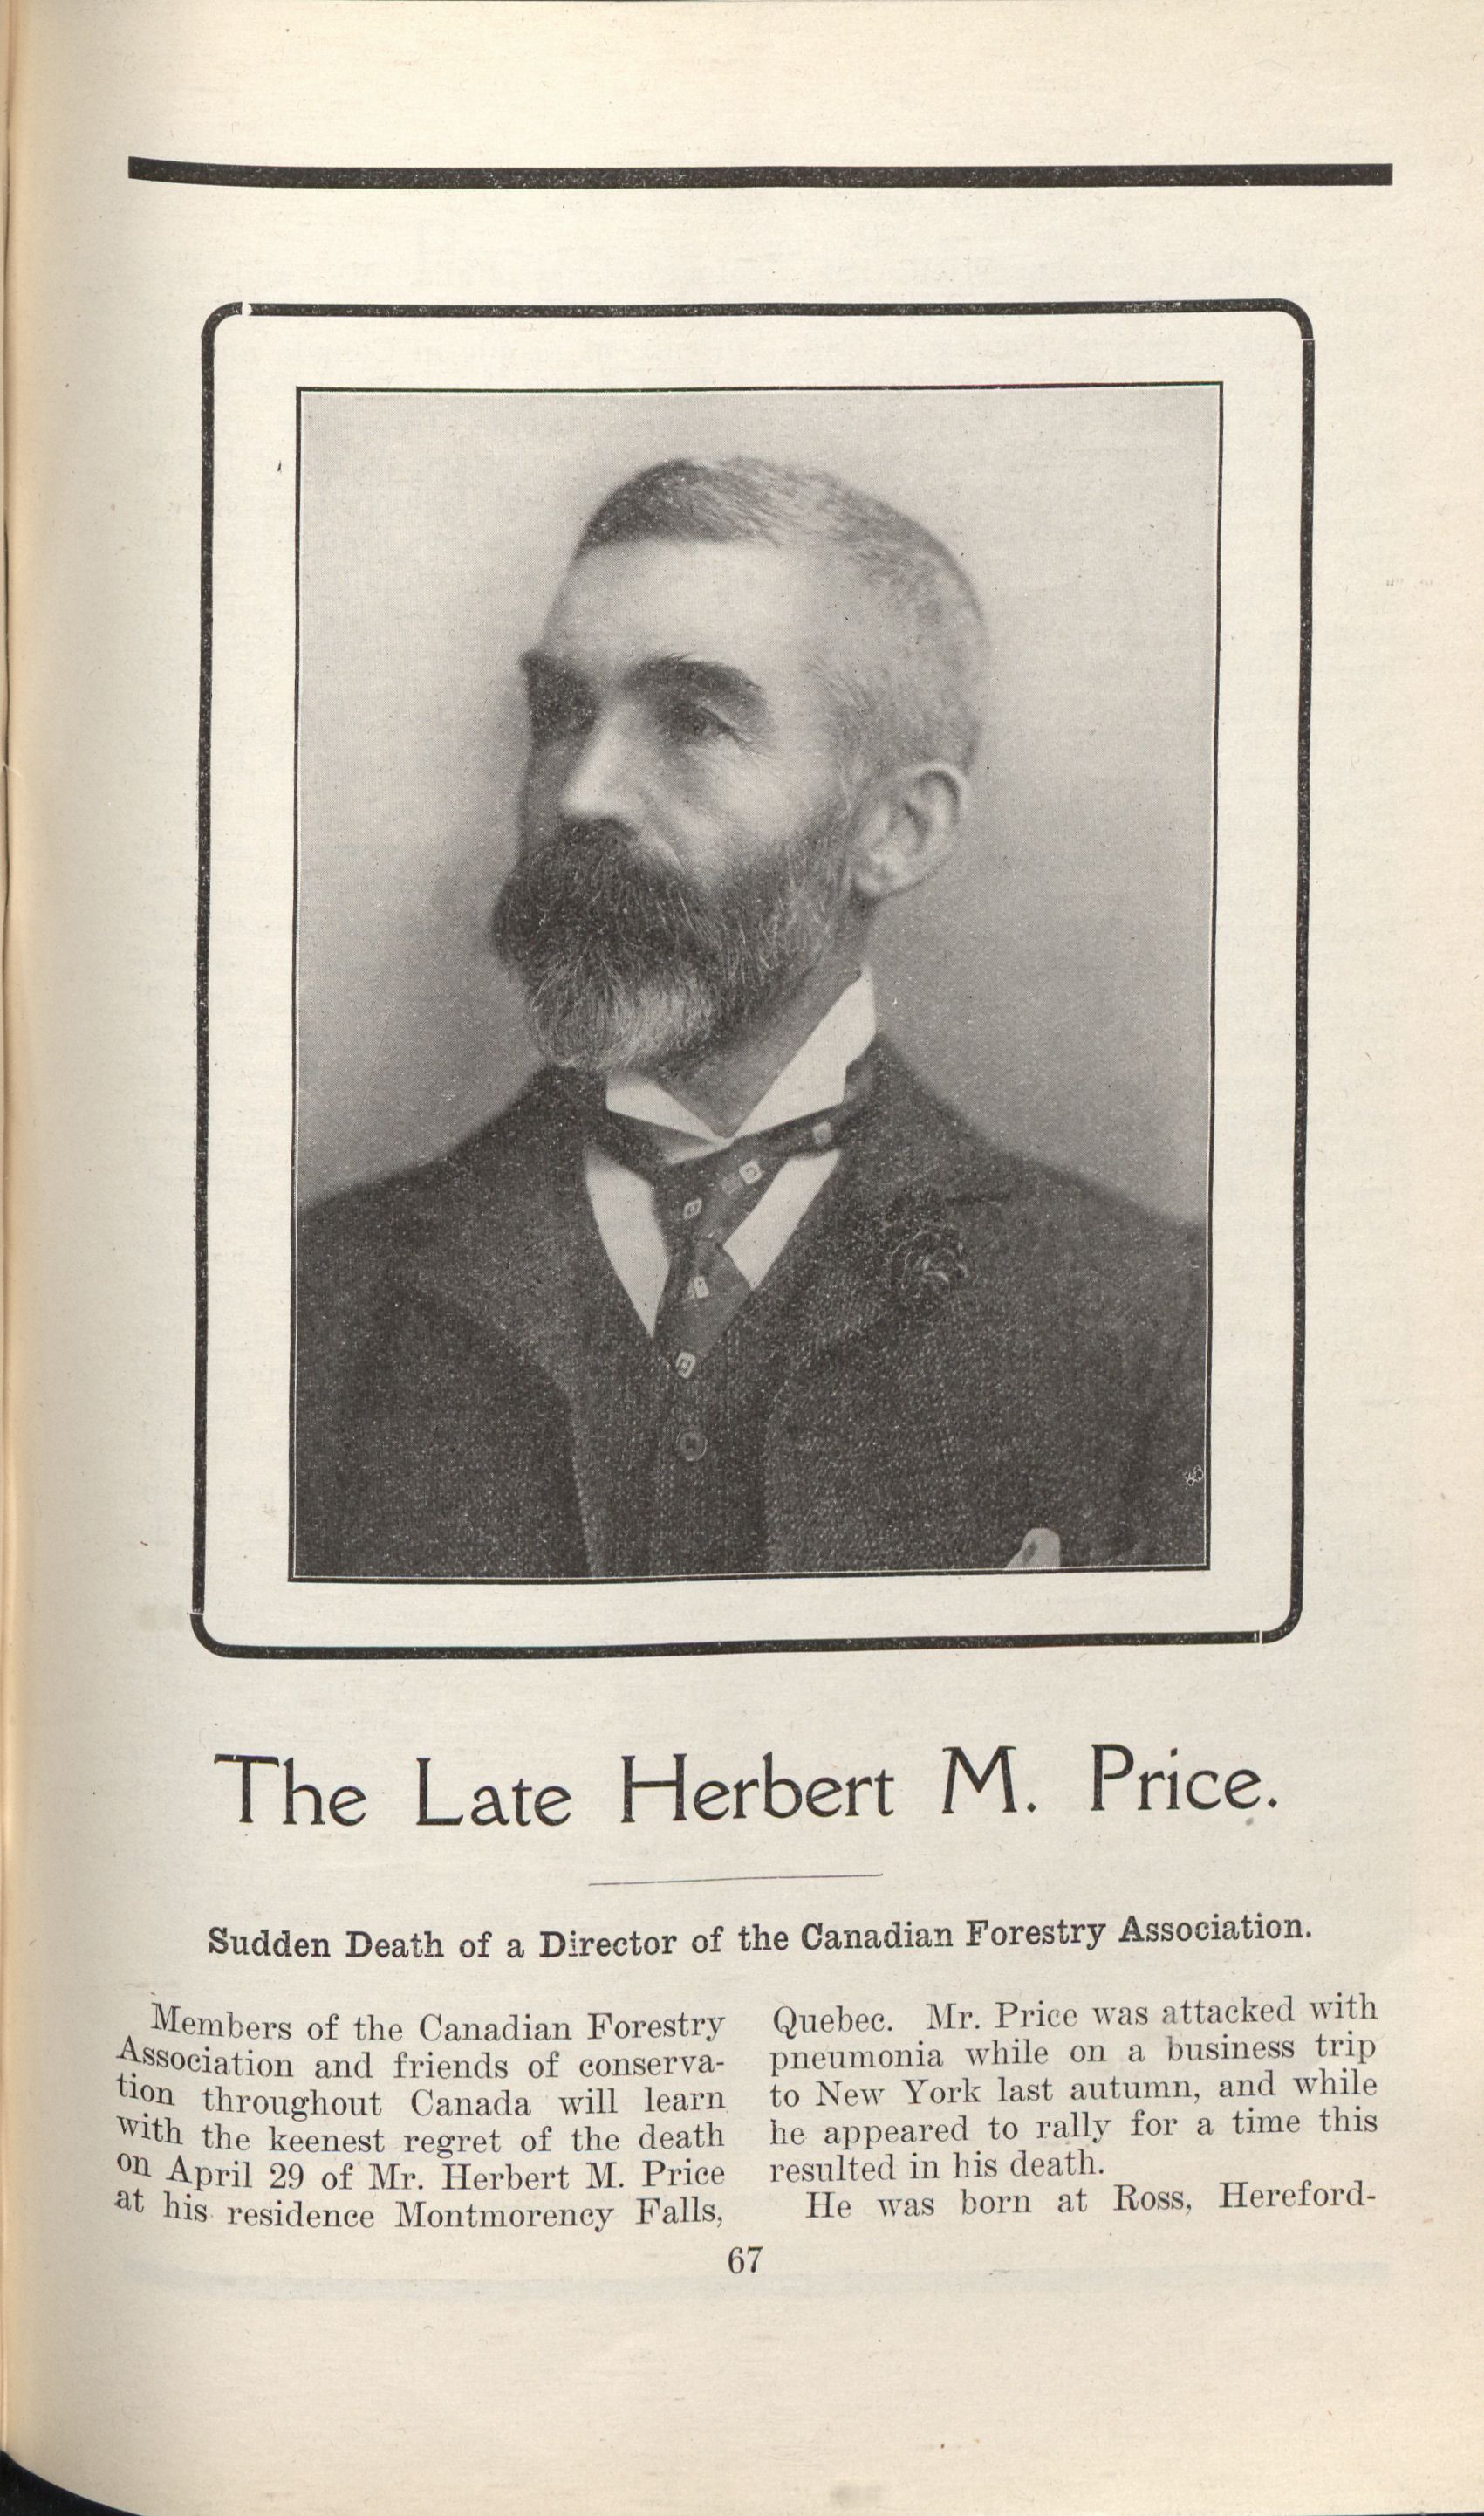 The Late Herbert M. Price.
Sudden Death of a Director of the Canadian Forestry Association.
Members of the Canadian Forestry
Association and friends of conserva-
tion throughout Canada will learn
with the keenest regret of the death
on April 29 of Mr. Herbert M. Price
at his residence Montmorency Falls,
Quebec. Mr. Price was attacked with
pneumonia while on a business trip
to New York last autumn, and while
he appeared to rally for a time this
resulted in his death.
He was born at Ross, Hereford-
67